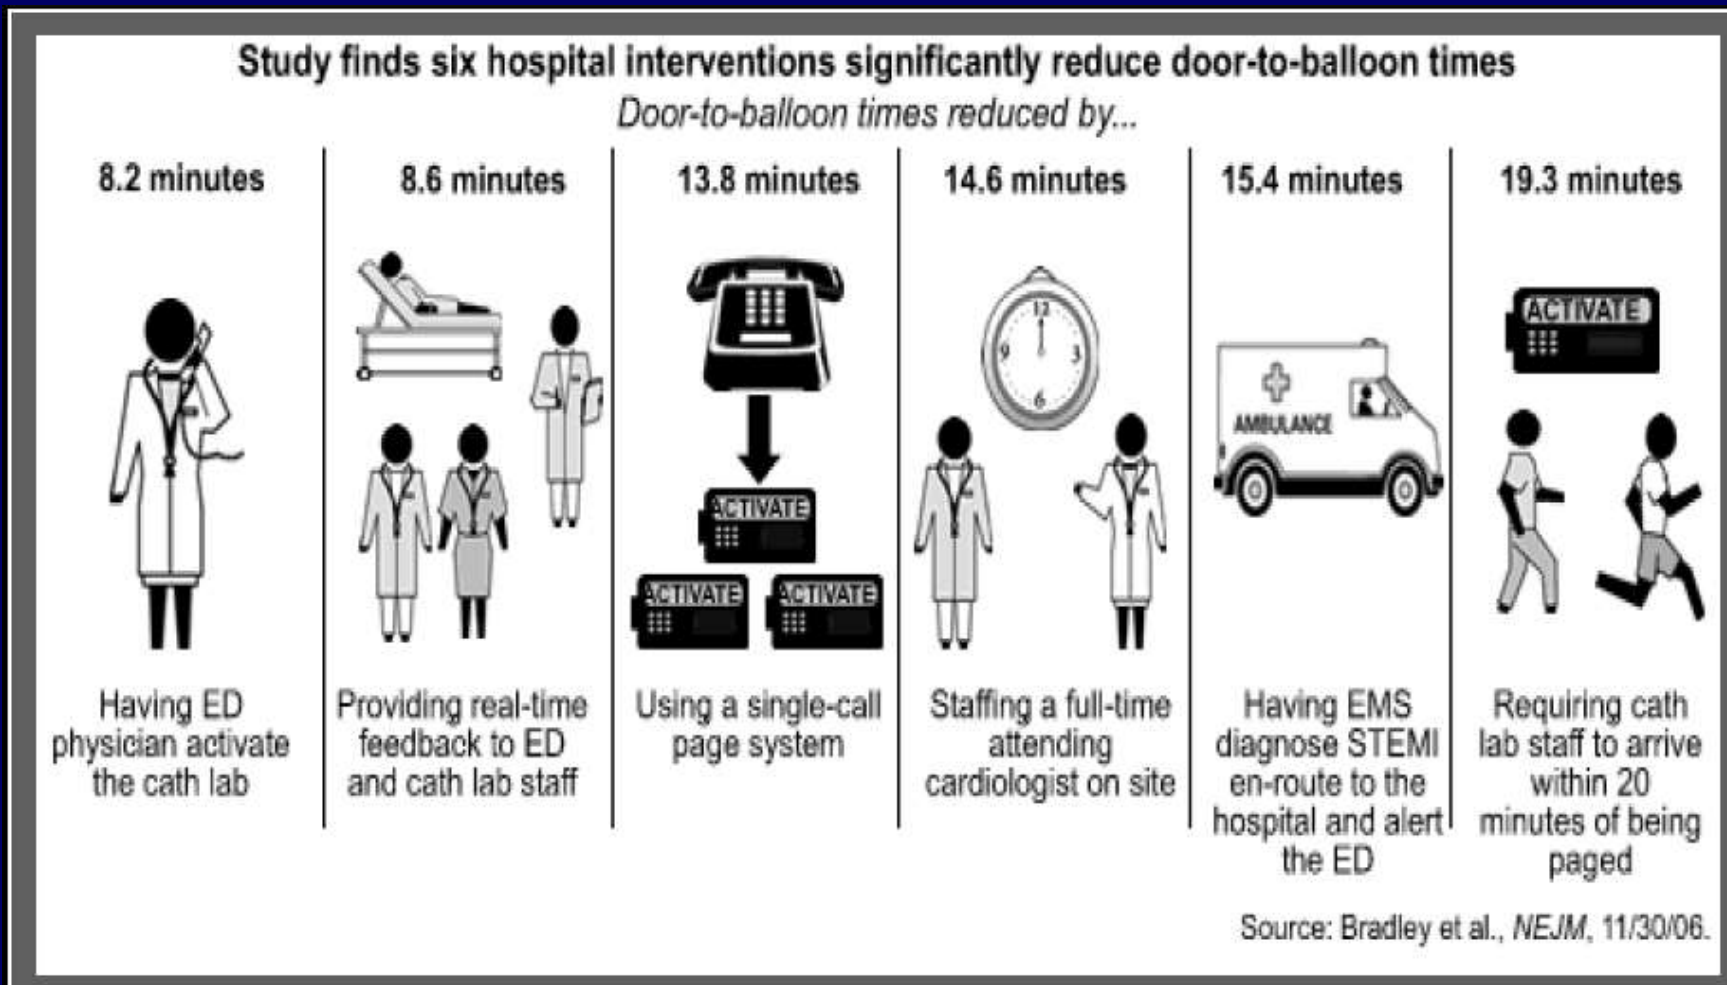 Study finds six hospital interventions significantly reduce door-to-balloon times
Door-to-balloon times reduced by...
8.2 minutes
Having ED
physician activate
the cath lab
8.6 minutes
Providing real-time
feedback to ED
and cath lab staff
13.8 minutes
ACTIVATE
ACTIVATE
ACTIVATE
Using a single-call
page system
14.6 minutes
12
9
3
6
Staffing a full-time
attending
cardiologist on site
15.4 minutes
AMBULANCE
Having EMS
diagnose STEMI
en-route to the
hospital and alert
the ED
19.3 minutes
ACTIVATE
Requiring cath
lab staff to arrive
within 20
minutes of being
paged
Source: Bradley et al., NEJM, 11/30/06.